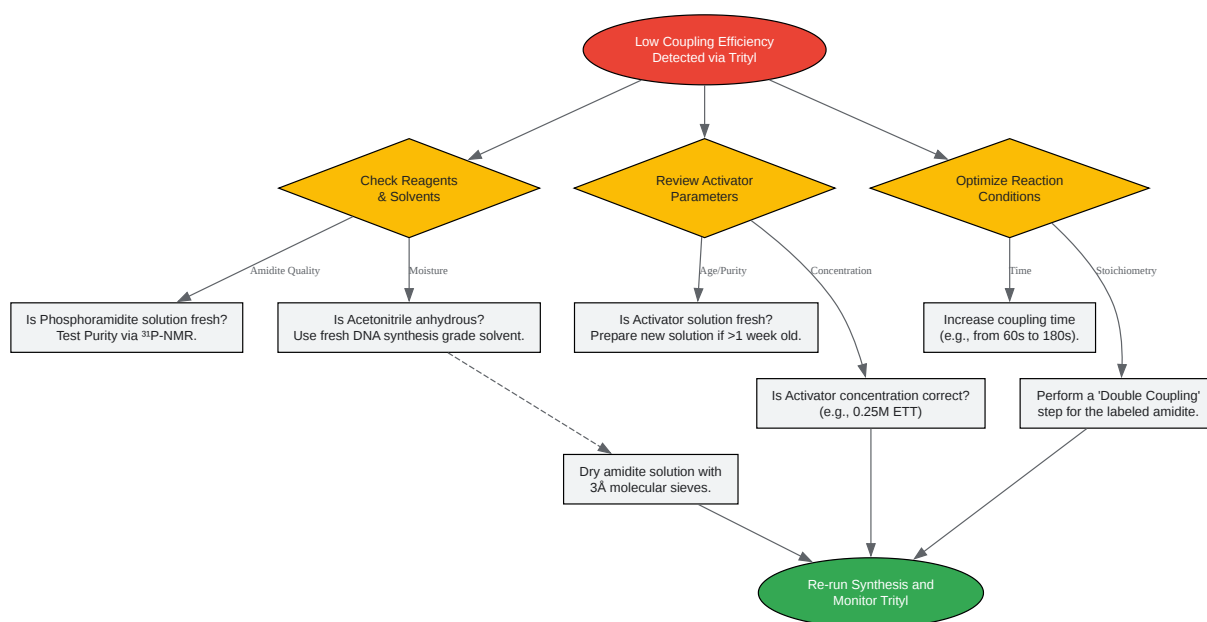 Low Coupling Efficiency
Detected via Trityl
Check Reagents
& Solvents
Review Activator
Parameters
Optimize Reaction
Conditions
Amidite Quality
Moisture
Age/Purity
Concentration
Time
Stoichiometry
Is Phosphoramidite solution fresh?
Test Purity via ³¹P-NMR.
Is Acetonitrile anhydrous?
Use fresh DNA synthesis grade solvent.
Is Activator solution fresh?
Prepare new solution if >1 week old.
Increase coupling time
(e.g., from 60s to 180s).
Is Activator concentration correct?
(e.g., 0.25M ETT)
Perform a 'Double Coupling'
step for the labeled amidite.
Dry amidite solution with
3Å molecular sieves.
Re-run Synthesis and
Monitor Trityl